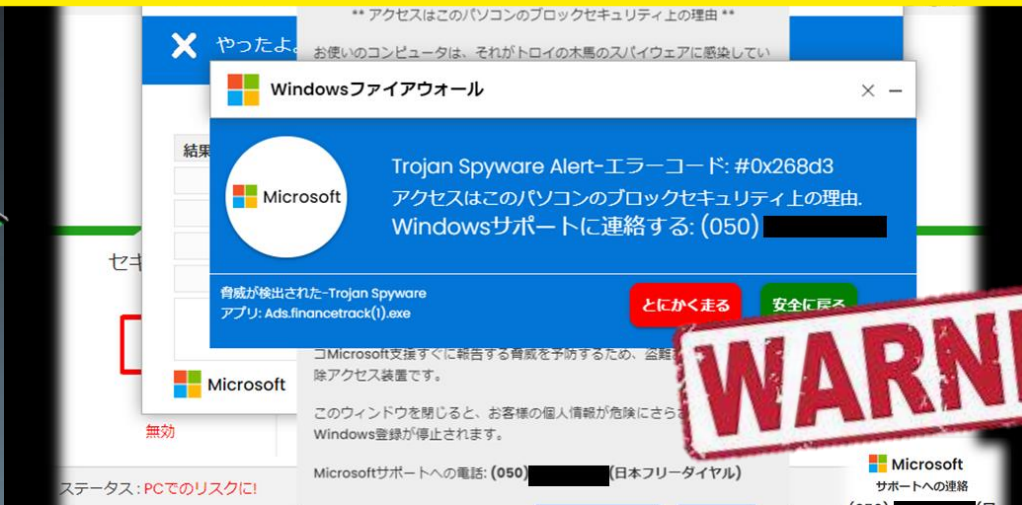 ** アクセスはこのパソコンのブロックセキュリティ上の理由 **
やったよ。
お使いのコンピュータは、それがトロイの木馬のスパイウェアに感染してい
Windowsファイアウォール
結果
Microsoft
Trojan Spyware Alert-エラーコード: #0x268d3
アクセスはこのパソコンのブロックセキュリティ上の理由.
Windowsサポートに連絡する: (050)
セキ
脅威が検出された-Trojan Spyware
アプリ: Ads.financetrack(1).exe
とにかく走る
安全に戻る
コMicrosoft支援すぐに報告する脅威を予防するため、盗難
除アクセス装置です。
Microsoft
このウィンドウを閉じると、お客様の個人情報が危険にさら
Windows登録が停止されます。
無効
WARN
Microsoftサポートへの電話: (050) (日本フリーダイヤル)
Microsoft
サポートへの連絡
ステータス: PCでのリスクに!